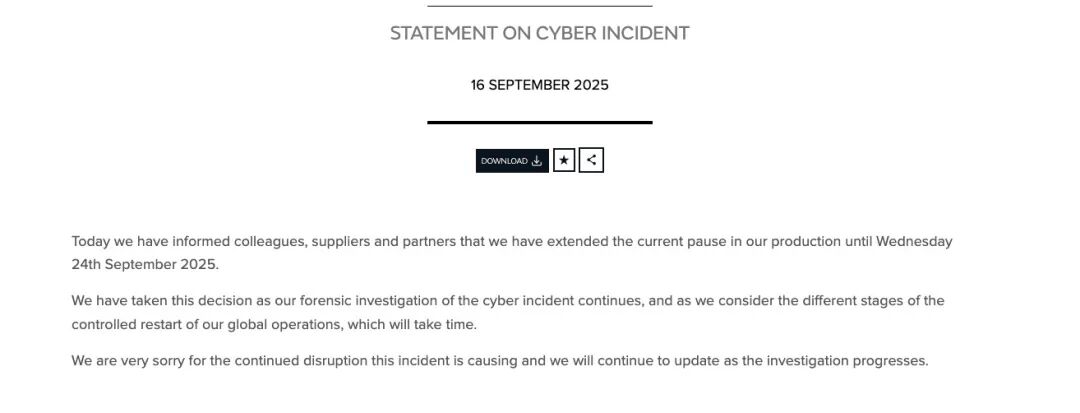 STATEMENT ON CYBER INCIDENT
16 SEPTEMBER 2025
DOWNLOAD
Today we have informed colleagues, suppliers and partners that we have extended the current pause in our production until Wednesday
24th September 2025.
We have taken this decision as our forensic investigation of the cyber incident continues, and as we consider the different stages of the
controlled restart of our global operations, which will take time.
We are very sorry for the continued disruption this incident is causing and we will continue to update as the investigation progresses.